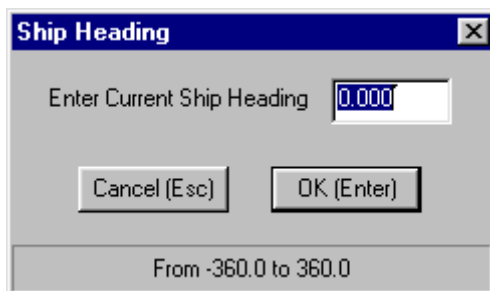 Ship Heading
Enter Current Ship Heading 0.000
Cancel (Esc) OK (Enter)
From -360.0 to 360.0